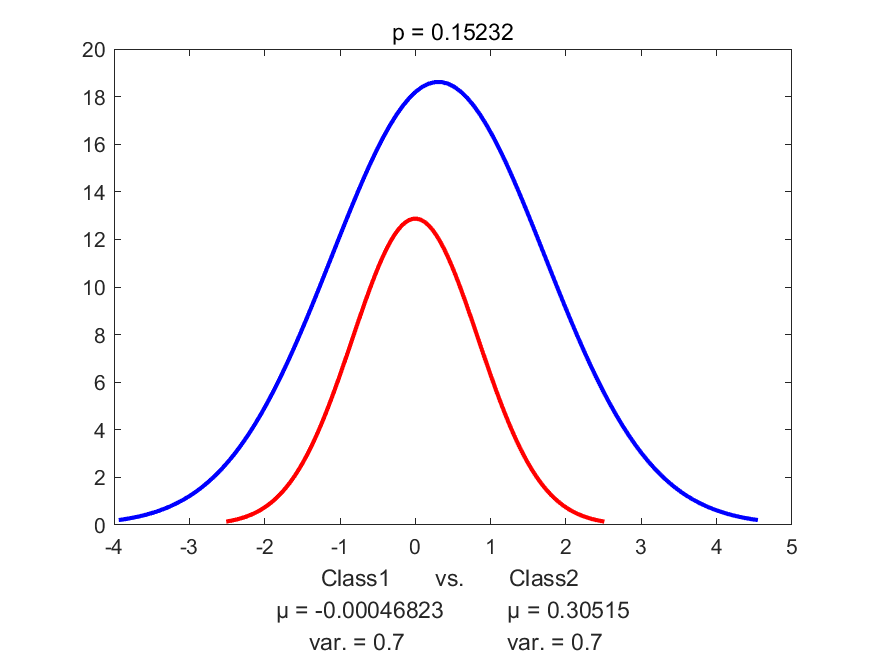 p = 0.15232
20
18
16
14
12
10
8
6
4
2
0
-4 -3 -2 -1 0 1 2 3 4 5
Class1 vs. Class2
μ = -0.00046823 μ = 0.30515
var. = 0.7 var. = 0.7